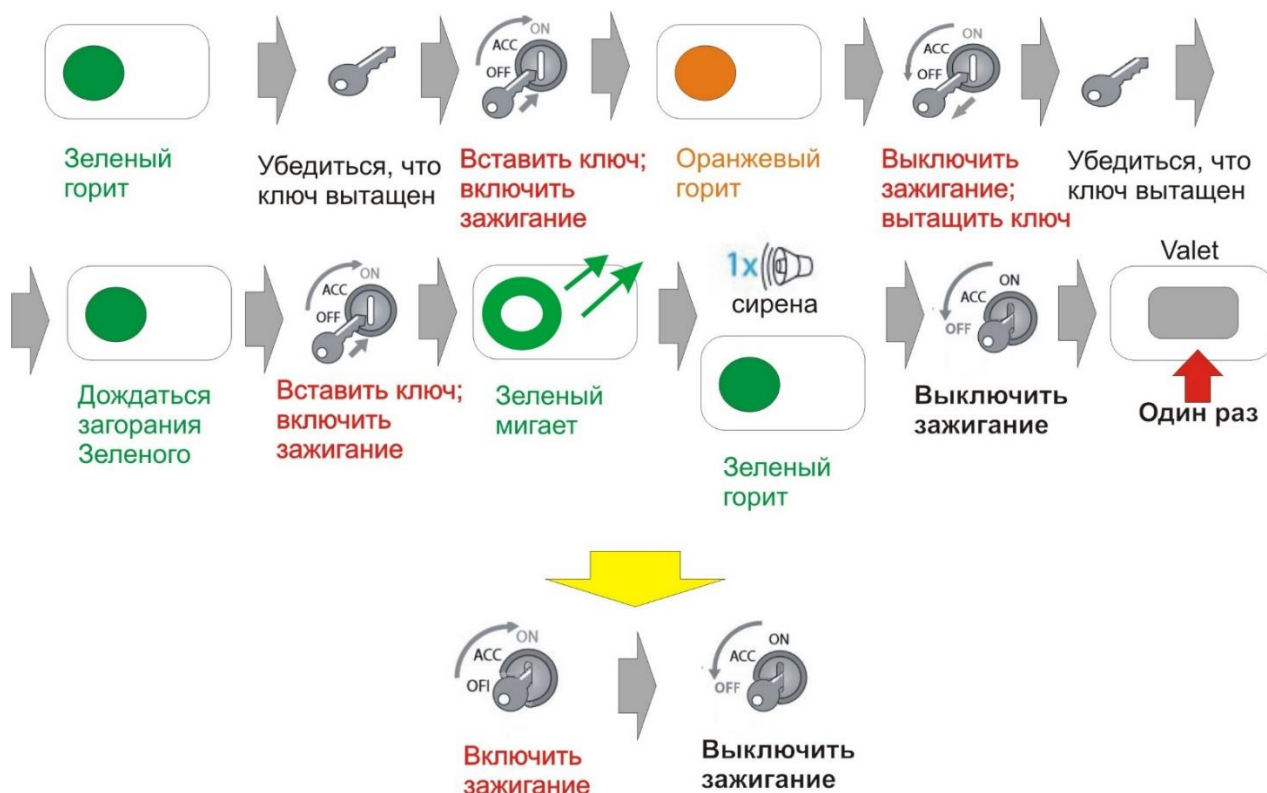 ON
ACC
OFF
ON
ACC
OFF
Зеленый
горит
Убедиться, что
ключ вытащен
Вставить ключ;
включить
зажигание
Оранжевый
горит
Выключить
зажигание;
вытащить ключ
Убедиться, что
ключ вытащен
ON
ACC
OFF
1x
сирена
ON
ACC
OFF
Valet
Дождаться
загорания
Зеленого
Вставить ключ;
включить
зажигание
Зеленый
мигает
Зеленый
горит
Выключить
зажигание
Один раз
ON
ACC
OFI
ON
ACC
OFF
Включить
зажигание
Выключить
зажигание